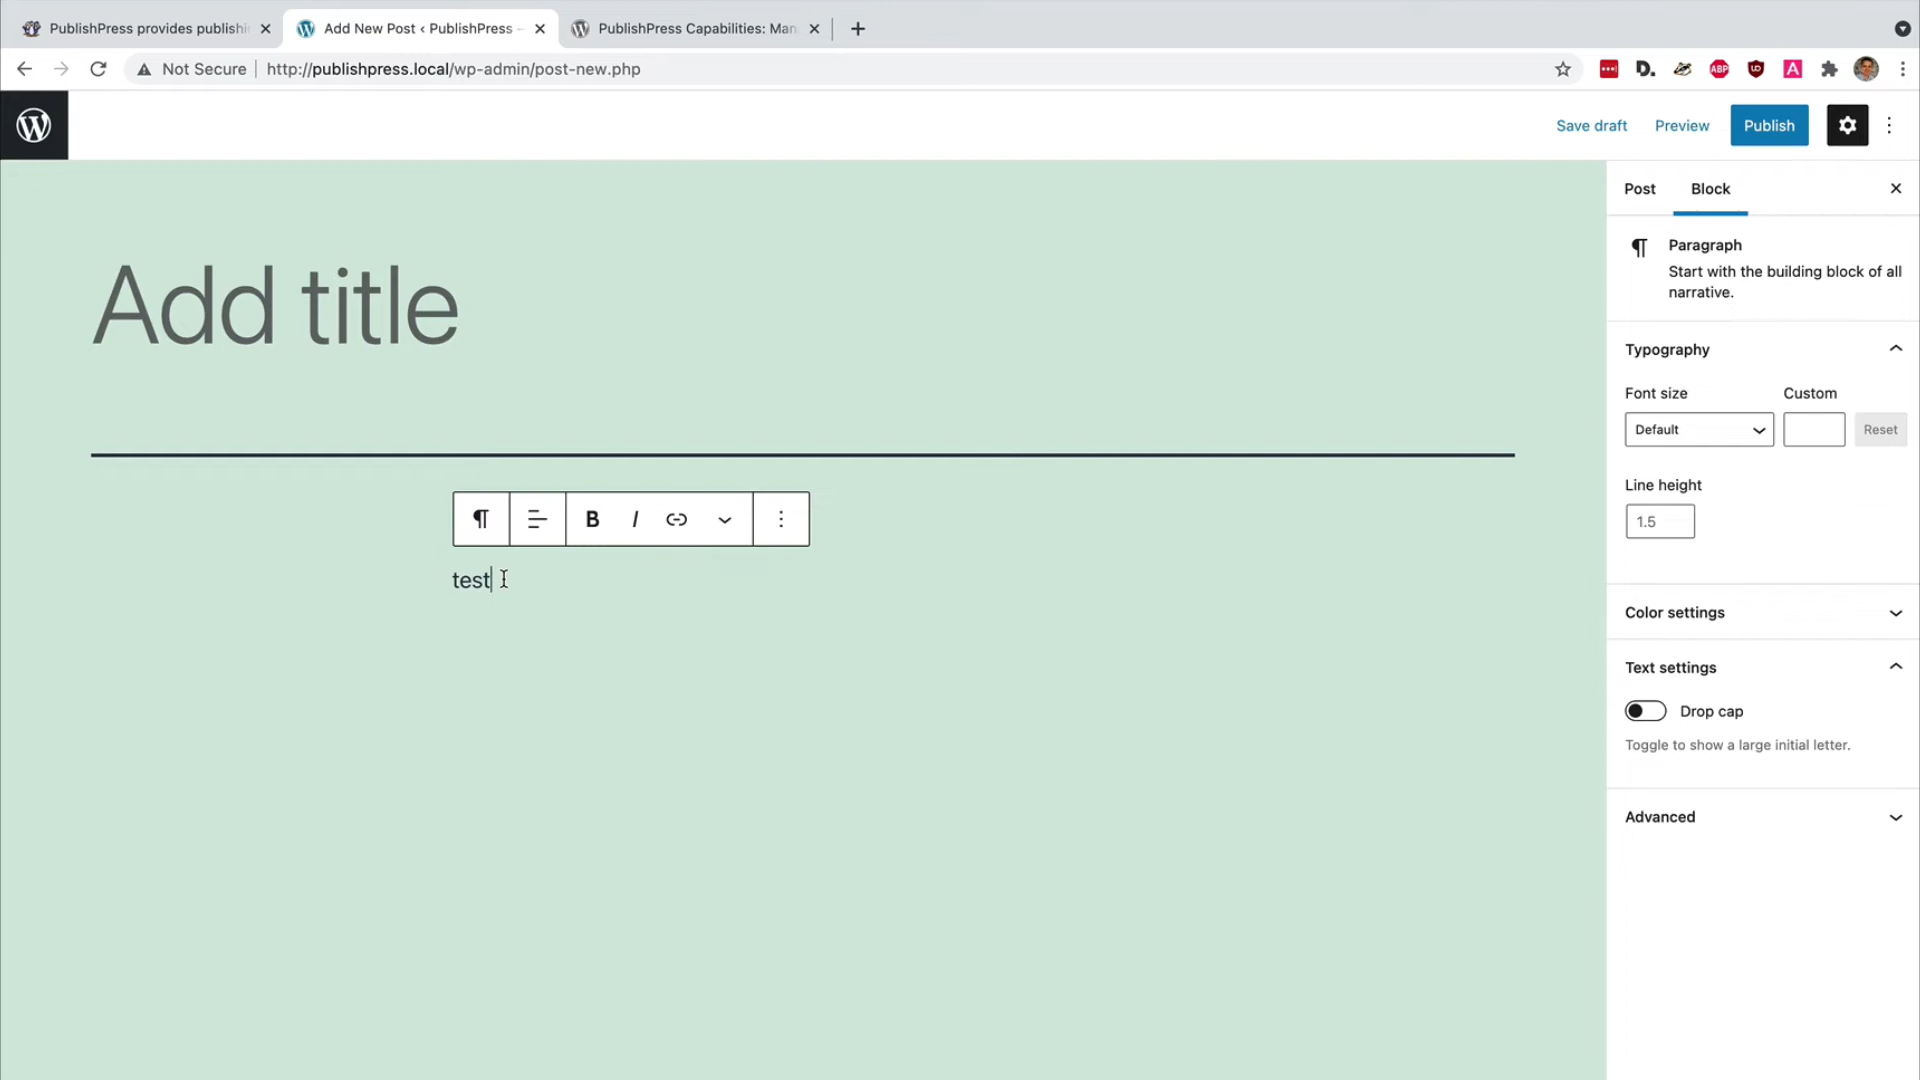 PublishPress provides publishi
Add New Post ‹ PublishPress –
PublishPress Capabilities: Man
Not Secure
http://publishpress.local/wp-admin/post-new.php
D.
ABP
A
Save draft
Preview
Publish
Post
Block
Paragraph
Start with the building block of all
narrative.
Add title
Typography
Font size
Custom
Default
Reset
Line height
1.5
B I
test
Color settings
Text settings
Drop cap
Toggle to show a large initial letter.
Advanced